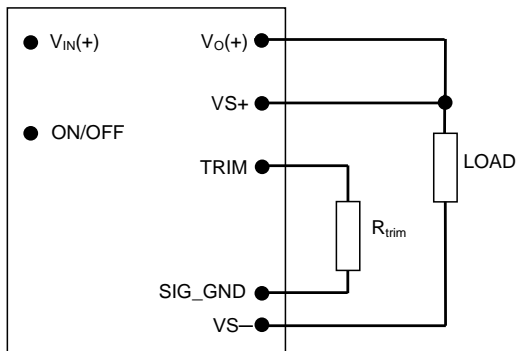 V_IN(+) V_O(+)
VS+
ON/OFF
TRIM
LOAD
R_trim
SIG_GND
VS–